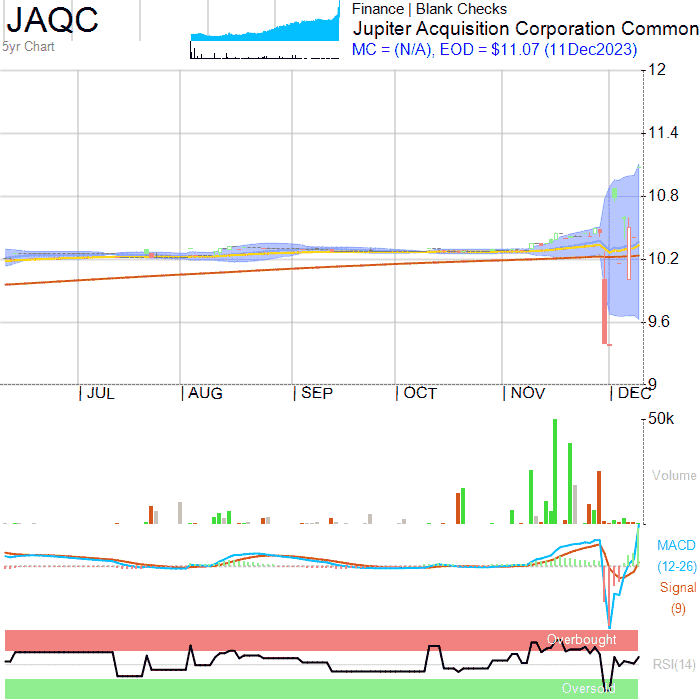 JAQC
5yr Chart
Finance | Blank Checks
Jupiter Acquisition Corporation Common
MC = (N/A), EOD = $11.07 (11Dec2023)
12
11.4
10.8
10.2
9.6
9
JUL
AUG
SEP
OCT
NOV
DEC
50k
Volume
MACD
(12-26)
Signal
(9)
Overbought
RSI(14)
Oversold